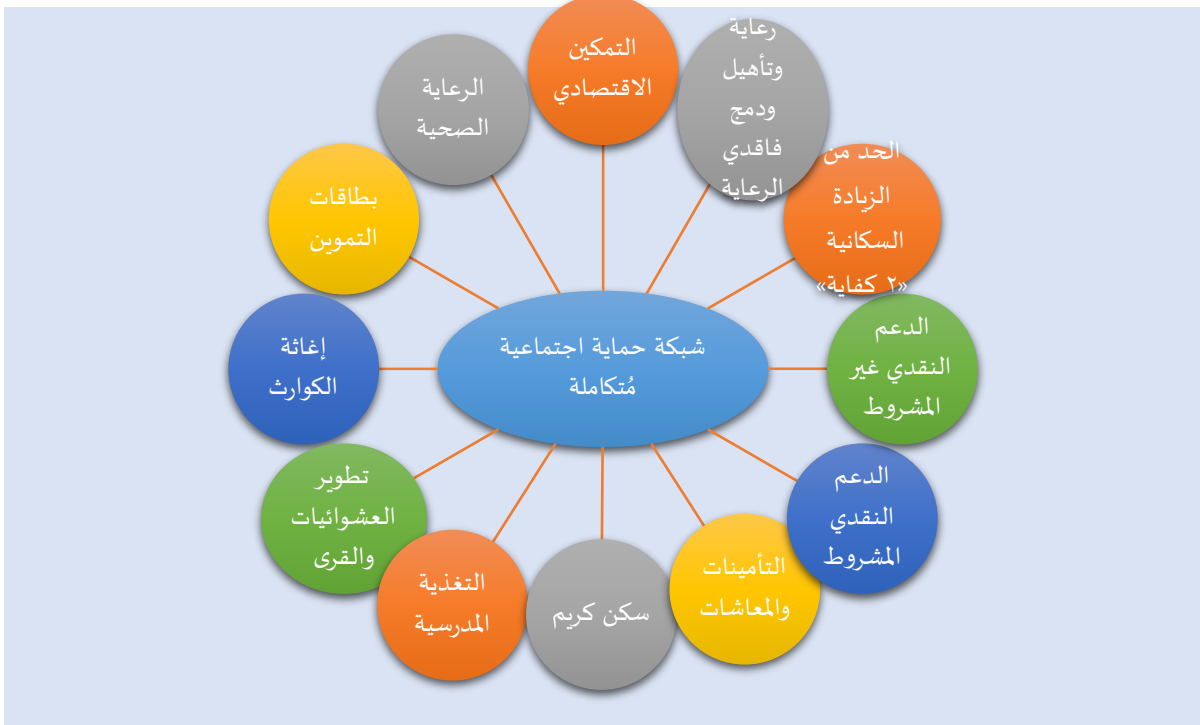 شبكة حماية اجتماعية
مُتكاملة
التمكين
الاقتصادي
رعاية
وتأهيل
ودمج
فاقدي
الرعاية
الحد من
الزيادة
السكانية
«٢ كفاية»
الدعم
النقدي غير
المشروط
الدعم
النقدي
المشروط
التأمينات
والمعاشات
سكن كريم
التغذية
المدرسية
تطوير
العشوائيات
والقرى
إغاثة
الكوارث
بطاقات
التموين
الرعاية
الصحية